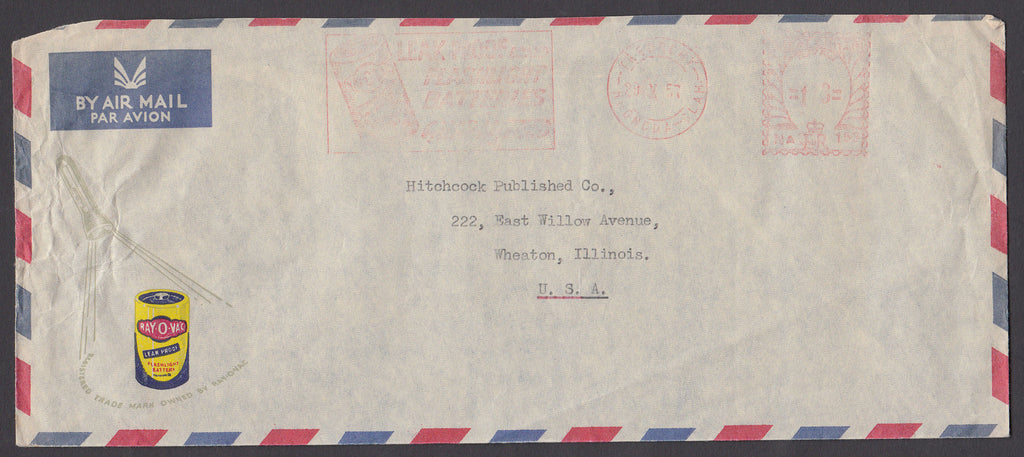 BY AIR MAIL
PAR AVION
LEAK PROOF
FLASHLIGHT
BATTERIES
Hitchcock Published Co.,
222, East Willow Avenue,
Wheaton, Illinois.
U. S. A.
RAY-O-VAC
LEAK PROOF
FLASHLIGHT
BATTERY
REGISTERED TRADE MARK OWNED BY RAY-O-VAC